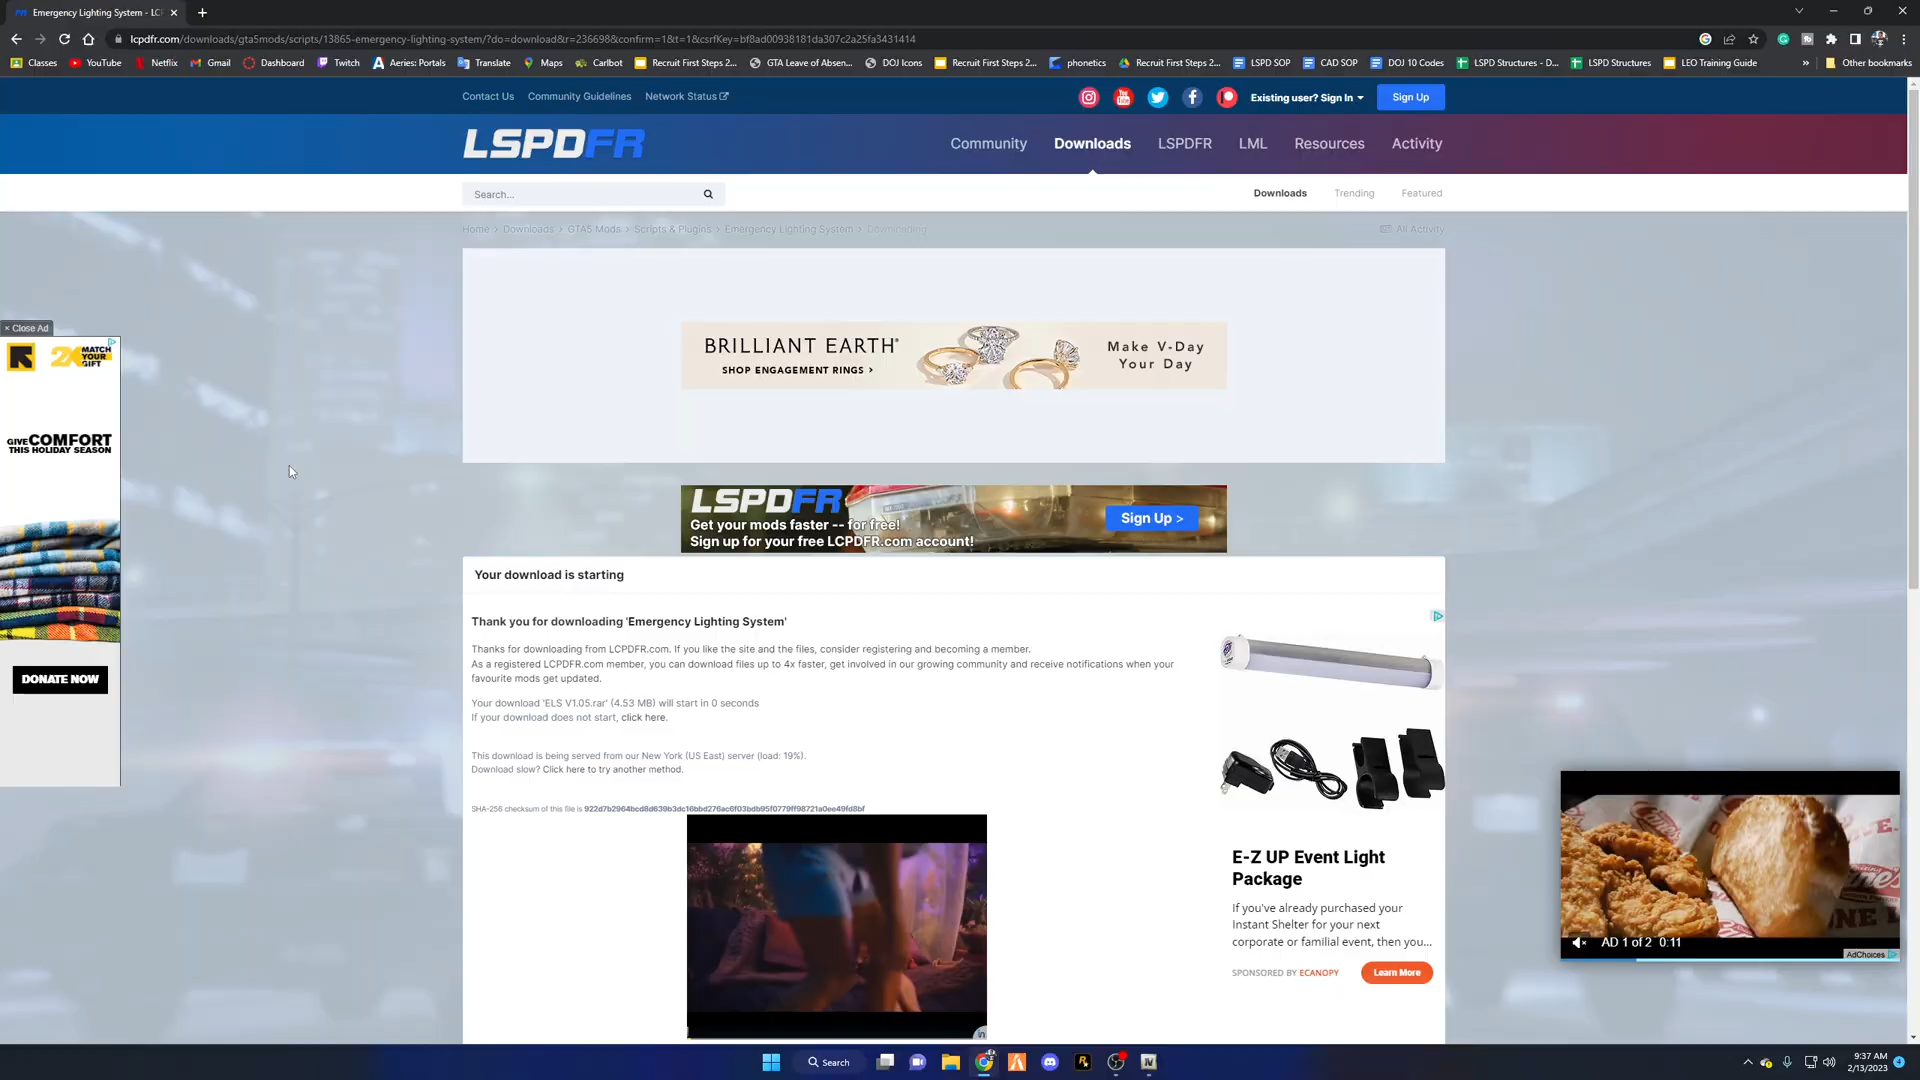 Emergency Lighting System - LC
lcpdfr.com/downloads/gta5mods/scripts/13865-emergency-lighting-system/?do=download&r=236698&confirm=1&t=1&csrfKey=bf8ad00938181da307c2a25fa3431414
Classes YouTube Netflix Gmail Dashboard Twitch Aeries: Portals Translate Maps Carlbot Recruit First Steps 2... GTA Leave of Absen... DOJ Icons Recruit First Steps 2... phonetics Recruit First Steps 2... LSPD SOP CAD SOP DOJ 10 Codes LSPD Structures - D... LSPD Structures LEO Training Guide » Other bookmarks
Contact Us Community Guidelines Network Status
Existing user? Sign In Sign Up
LSPDFR
Community Downloads LSPDFR LML Resources Activity
Search...
Downloads Trending Featured
Home > Downloads > GTA5 Mods > Scripts & Plugins > Emergency Lighting System > Downloading
All Activity
× Close Ad
2X MATCH YOUR GIFT
GIVE COMFORT
THIS HOLIDAY SEASON
DONATE NOW
BRILLIANT EARTH®
SHOP ENGAGEMENT RINGS >
Make V-Day
Your Day
LSPDFR
Get your mods faster -- for free!
Sign up for your free LCPDFR.com account!
Sign Up >
Your download is starting
Thank you for downloading 'Emergency Lighting System'
Thanks for downloading from LCPDFR.com. If you like the site and the files, consider registering and becoming a member.
As a registered LCPDFR.com member, you can download files up to 4x faster, get involved in our growing community and receive notifications when your
favourite mods get updated.
Your download 'ELS V1.05.rar' (4.53 MB) will start in 0 seconds
If your download does not start, click here.
This download is being served from our New York (US East) server (load: 19%).
Download slow? Click here to try another method.
SHA-256 checksum of this file is 922d7b2964bcd8d639b3dc16bbd276ac6f03bdb95f0779ff98721a0ee49fd8bf
E-Z UP Event Light
Package
If you've already purchased your
Instant Shelter for your next
corporate or familial event, then you...
SPONSORED BY ECANOPY
Learn More
AD 1 of 2 0:11
AdChoices
Search
9:37 AM
2/13/2023
4